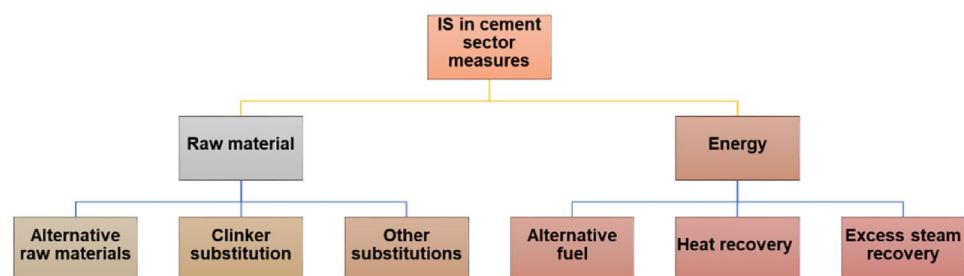 IS in cement
sector
measures
Raw material
Energy
Alternative
raw materials
Clinker
substitution
Other
substitutions
Alternative
fuel
Heat recovery
Excess steam
recovery